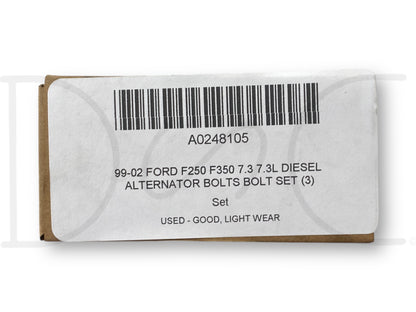 A0248105
99-02 FORD F250 F350 7.3 7.3L DIESEL
ALTERNATOR BOLTS BOLT SET (3)
Set
USED - GOOD, LIGHT WEAR